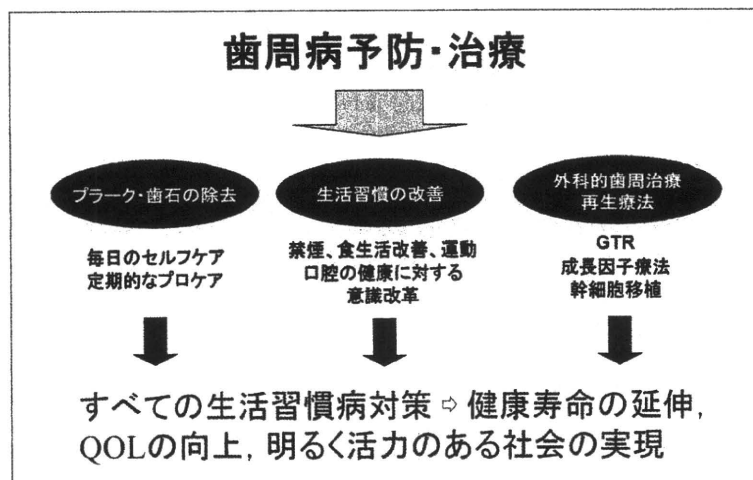 歯周病予防・治療
プラーク・歯石の除去
毎日のセルフケア
定期的なプロケア
生活習慣の改善
禁煙、食生活改善、運動
口腔の健康に対する
意識改革
外科的歯周治療
再生療法
GTR
成長因子療法
幹細胞移植
すべての生活習慣病対策⇨健康寿命の延伸,
QOLの向上, 明るく活力のある社会の実現